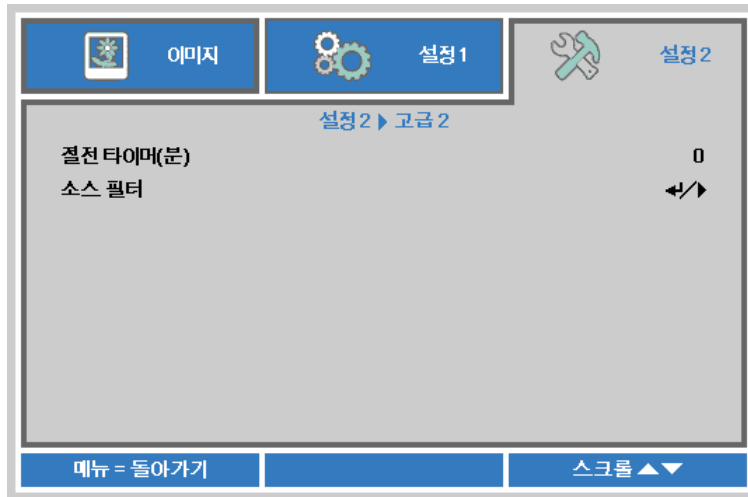 이미지
설정1
설정2
설정2 ▶ 고급2
졀전 타이머(분) 0
소스 필터 ↵/▶
메뉴 = 돌아가기
스크롤 ▲▼